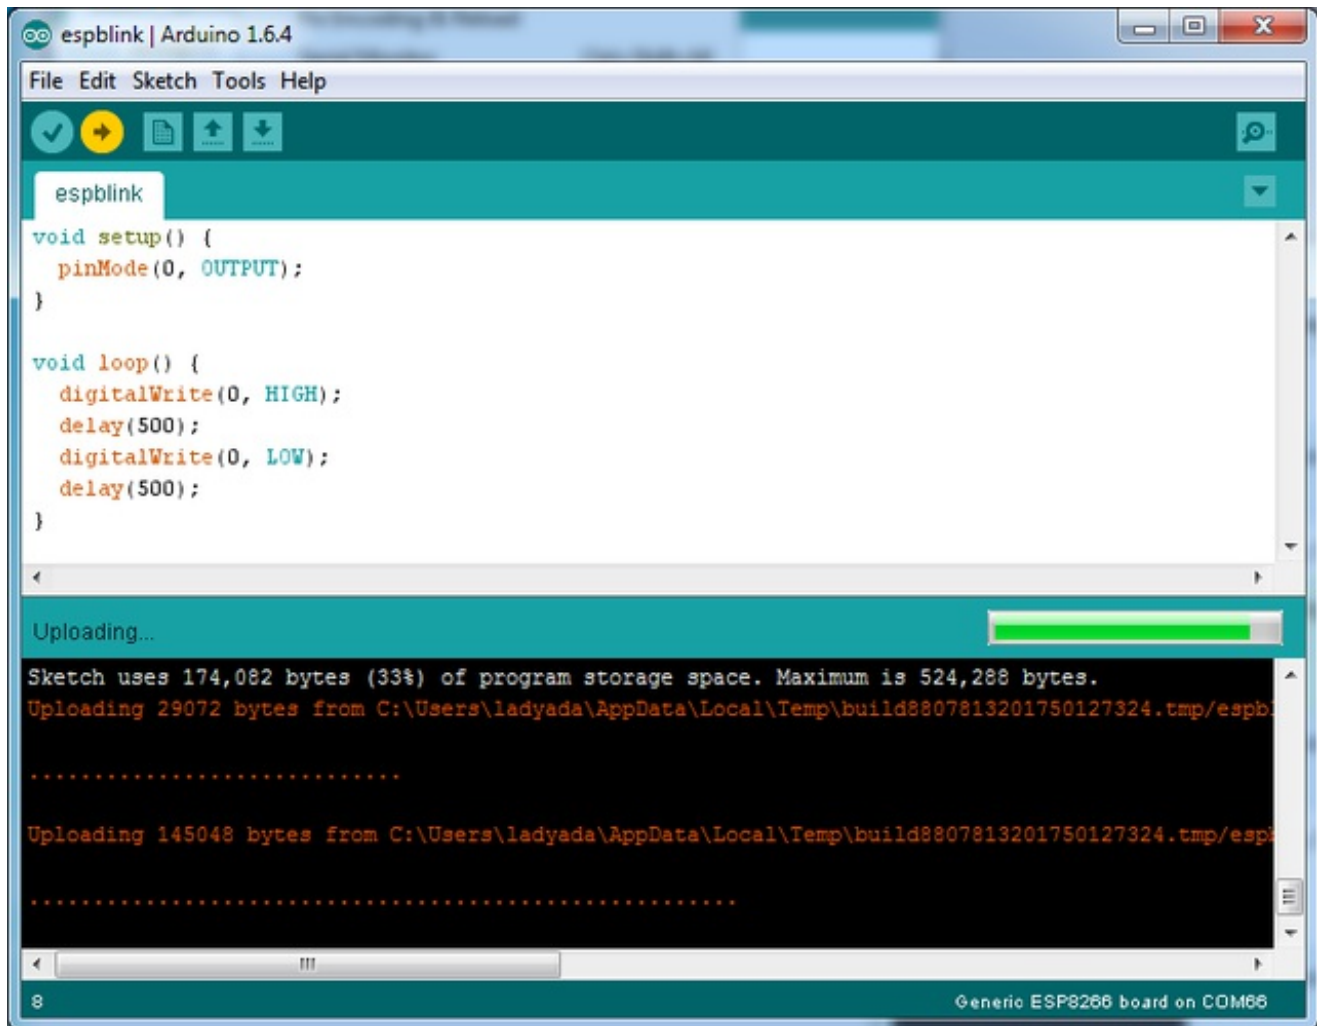 espblink | Arduino 1.6.4
File Edit Sketch Tools Help
espblink
void setup() {
  pinMode(0, OUTPUT);
}
void loop() {
  digitalWrite(0, HIGH);
  delay(500);
  digitalWrite(0, LOW);
  delay(500);
}
Uploading...
Sketch uses 174,082 bytes (33%) of program storage space. Maximum is 524,288 bytes.
Uploading 29072 bytes from C:\Users\ladyada\AppData\Local\Temp\build8807813201750127324.tmp/espb
............................
Uploading 145048 bytes from C:\Users\ladyada\AppData\Local\Temp\build8807813201750127324.tmp/esp
.......................................................
8
Generic ESP8266 board on COM66